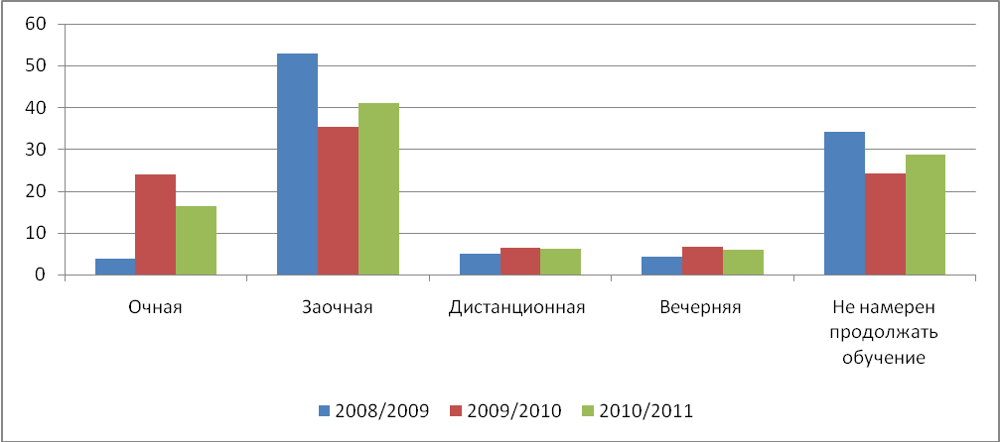 60
50
40
30
20
10
0
Очная
Заочная
Дистанционная
Вечерняя
Не намерен
продолжать
обучение
2008/2009
2009/2010
2010/2011